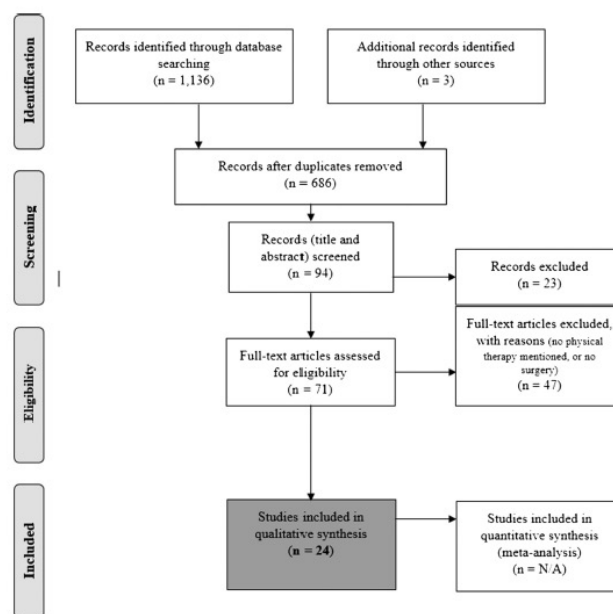 Identification
Records identified through database
searching
(n = 1,136)
Additional records identified
through other sources
(n = 3)
Records after duplicates removed
(n = 686)
Screening
Records (title and
abstract) screened
(n = 94)
Records excluded
(n = 23)
Eligibility
Full-text articles assessed
for eligibility
(n = 71)
Full-text articles excluded,
with reasons (no physical
therapy mentioned, or no
surgery)
(n = 47)
Included
Studies included in
qualitative synthesis
(n = 24)
Studies included in
quantitative synthesis
(meta-analysis)
(n = N/A)